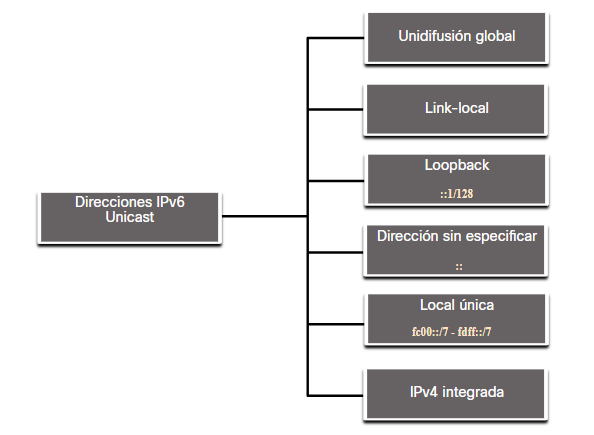 Unidifusión global
Link-local
Loopback
::1/128
Direcciones IPv6
Unicast
Dirección sin especificar
::
Local única
fc00::/7 - fdff::/7
IPv4 integrada